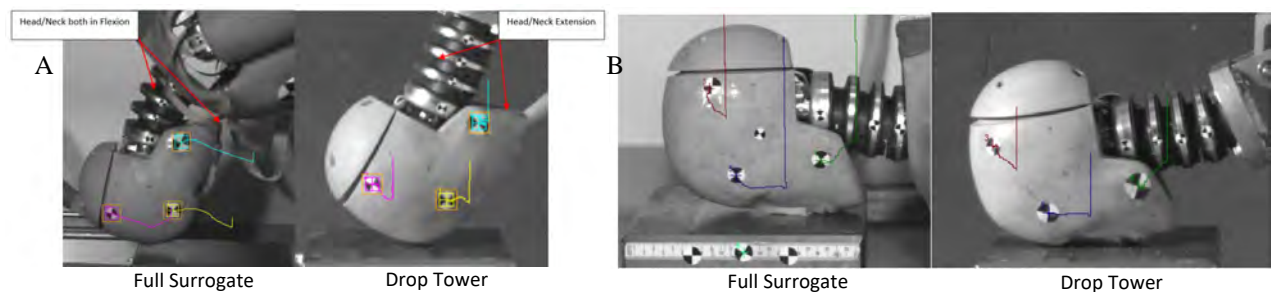 Head/Neck both in Flexion
Head/Neck Extension
A
B
Full Surrogate
Drop Tower
Full Surrogate
Drop Tower